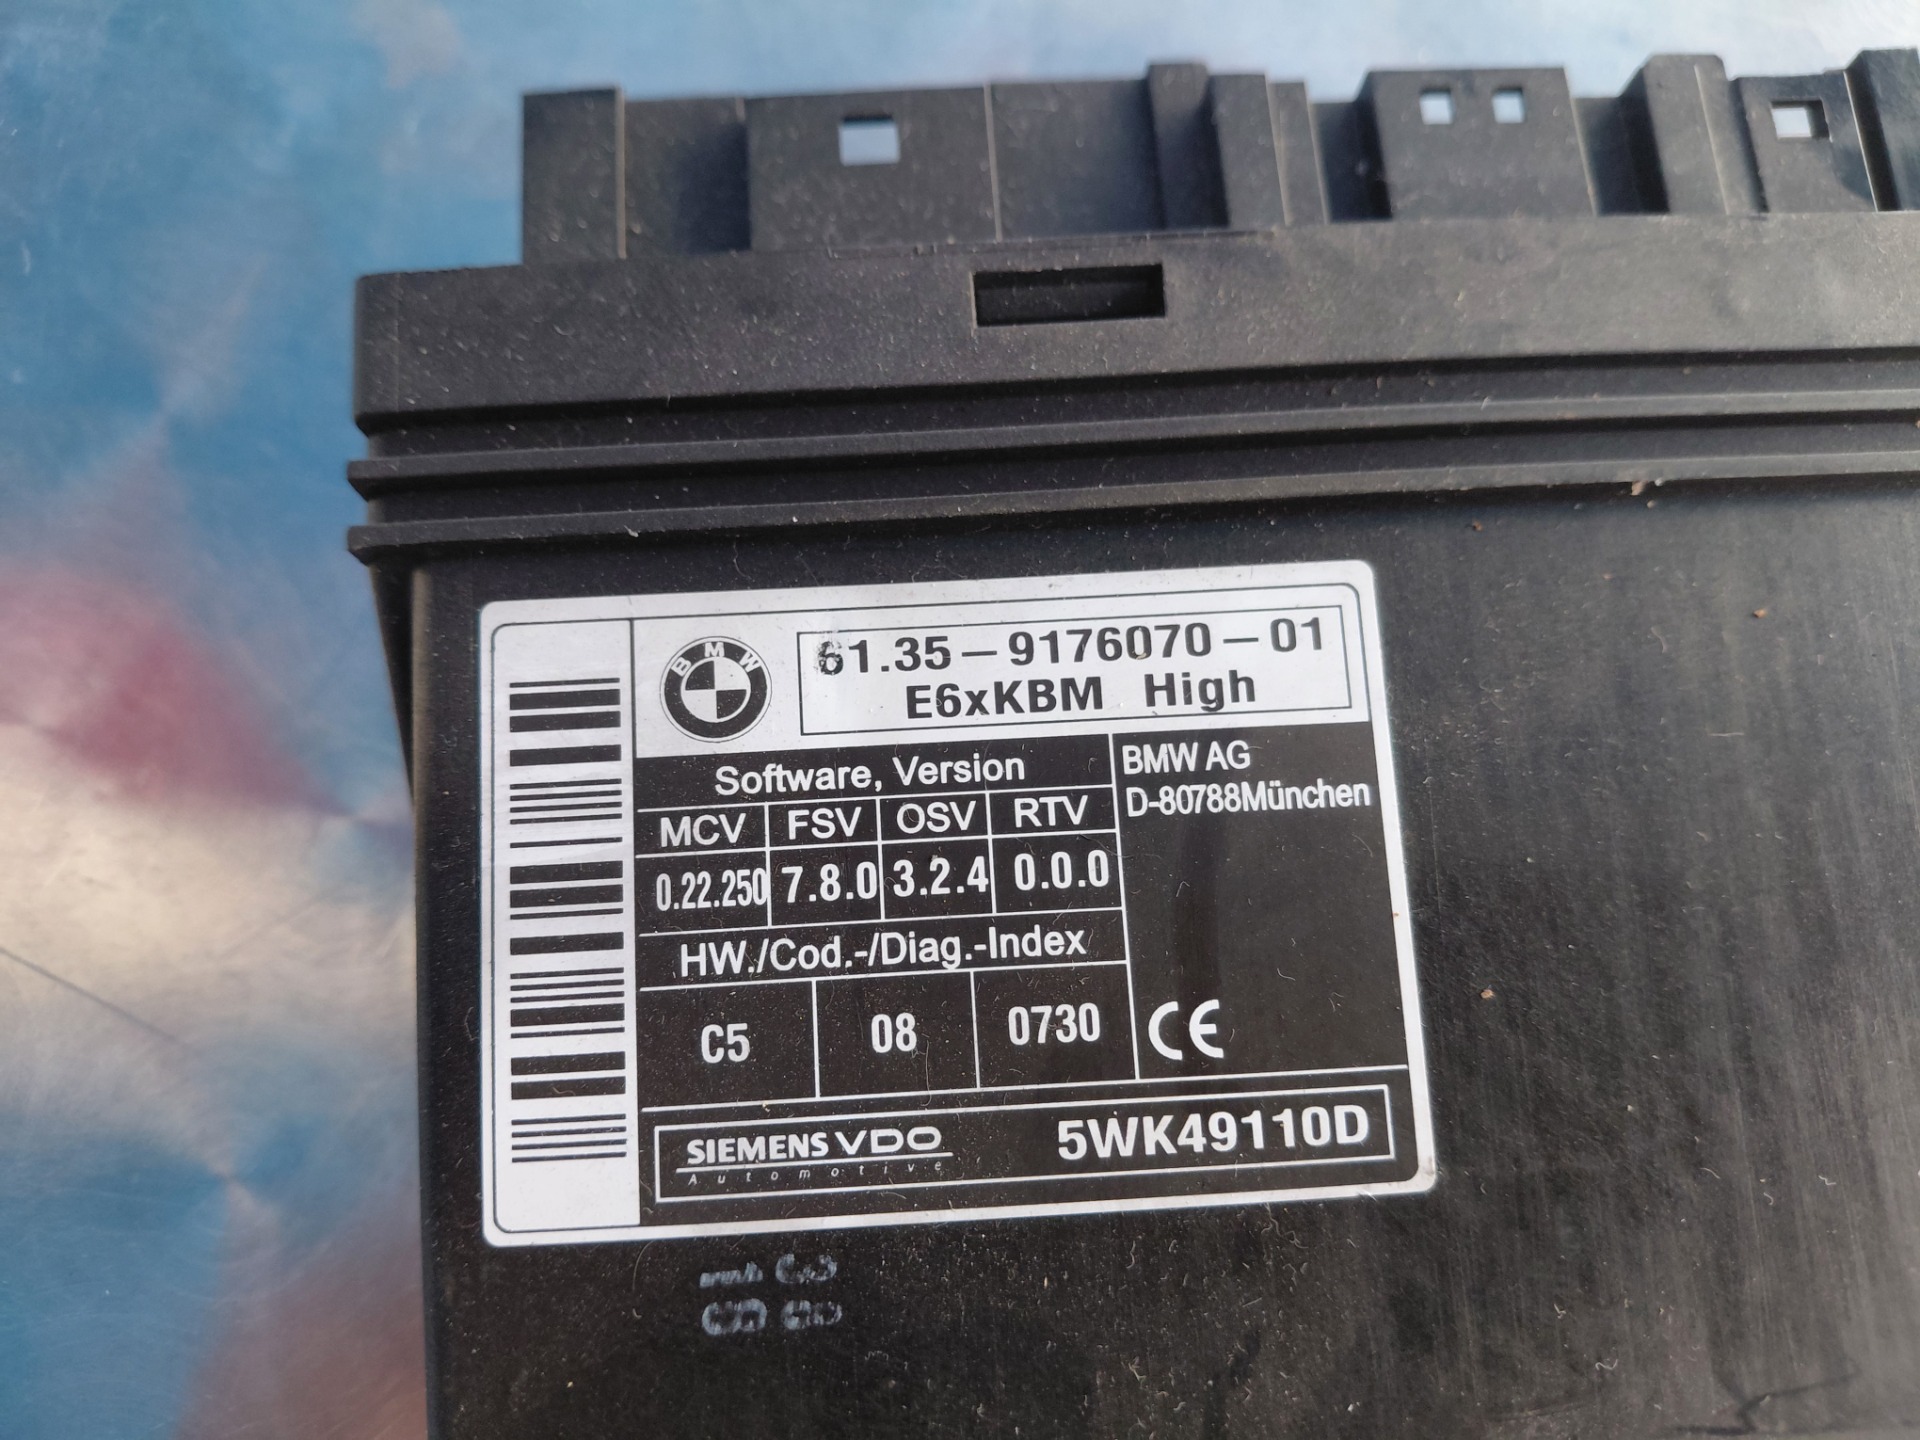 BMW
61.35-9176070-01
E6xKBM High
Software, Version
MCV FSV OSV RTV
0.22.250 7.8.0 3.2.4 0.0.0
HW./Cod.-/Diag.-Index
C5 08 0730
BMW AG
D-80788München
CE
SIEMENS VDO
Automotive
5WK49110D